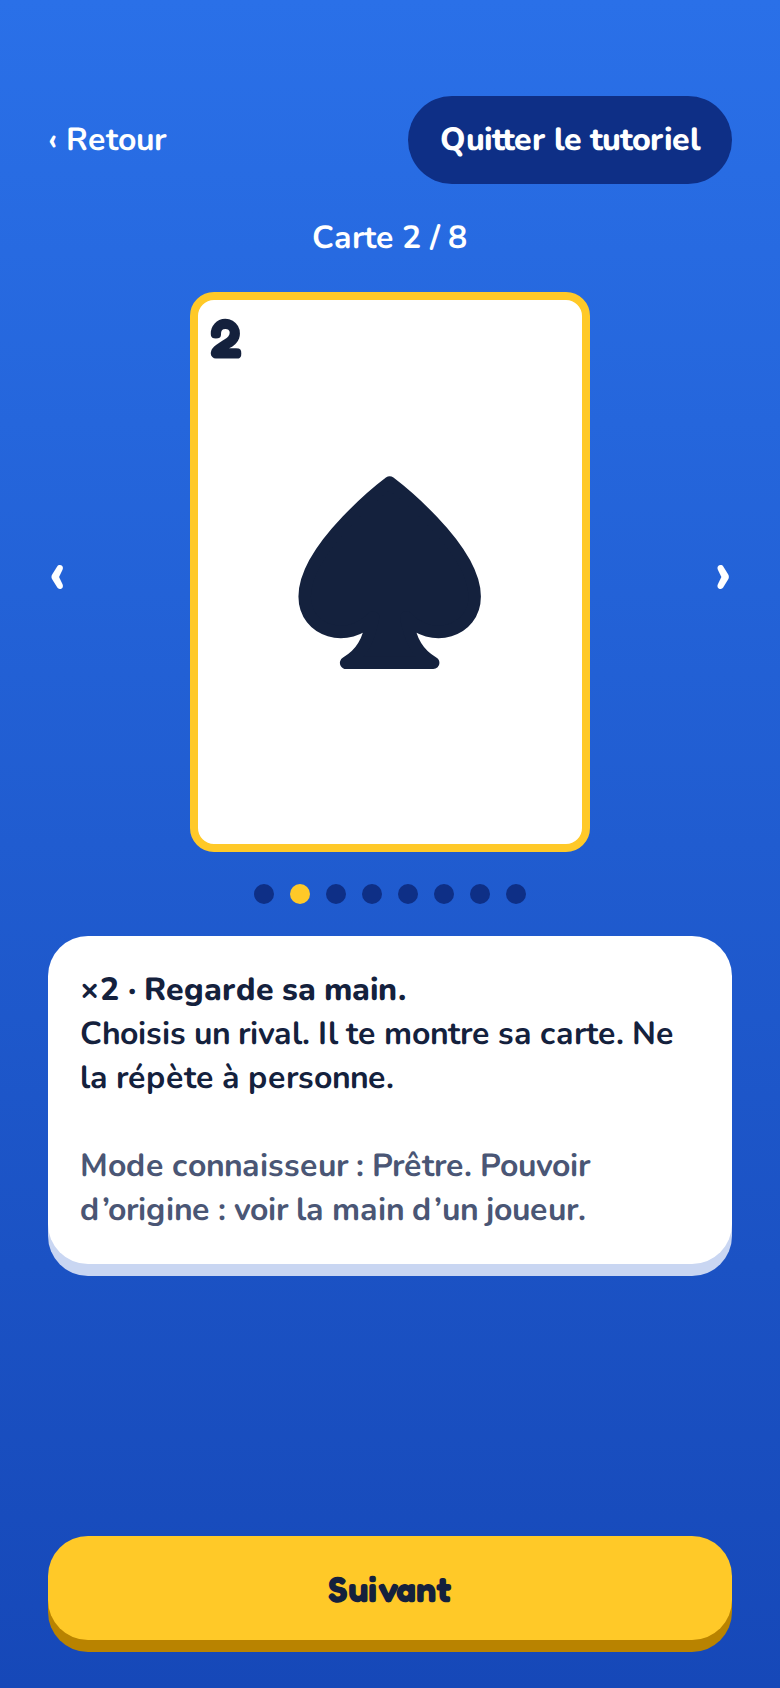 ‹ Retour
Quitter le tutoriel
Carte 2 / 8
2
‹
›
×2 · Regarde sa main.
Choisis un rival. Il te montre sa carte. Ne
la répète à personne.
Mode connaisseur : Prêtre. Pouvoir
d’origine : voir la main d’un joueur.
Suivant